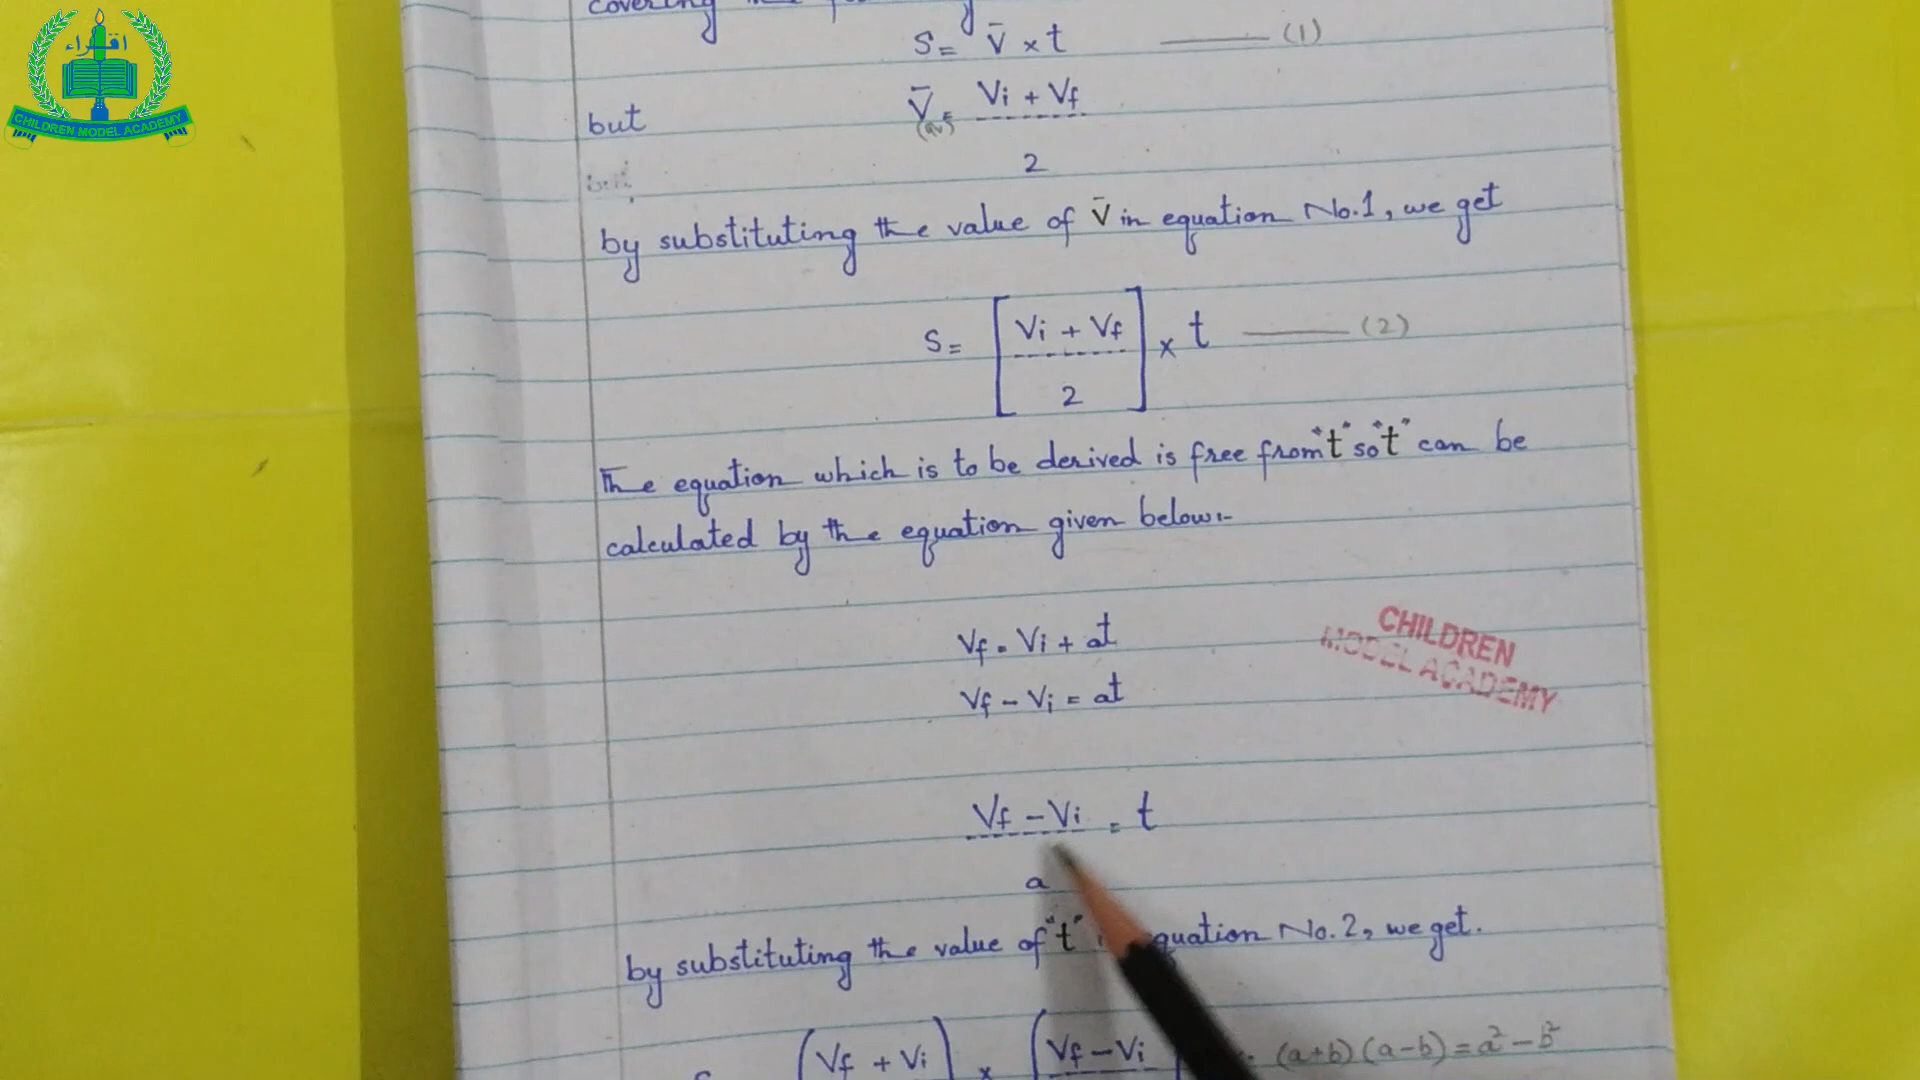 اقراء
CHILDREN MODEL ACADEMY
covering
S = V̄ × t ——— (1)
but V̄(av) = Vi + Vf
2
by substituting the value of V̄ in equation No.1, we get
S = [ Vi + Vf ] × t ——— (2)
2
The equation which is to be derived is free from "t" so "t" can be
calculated by the equation given below:-
Vf = Vi + at
Vf - Vi = at
CHILDREN
MODEL ACADEMY
Vf - Vi = t
a
by substituting the value of "t" equation No.2, we get.
(Vf + Vi) × (Vf - Vi (a+b) (a-b) = a² - b²